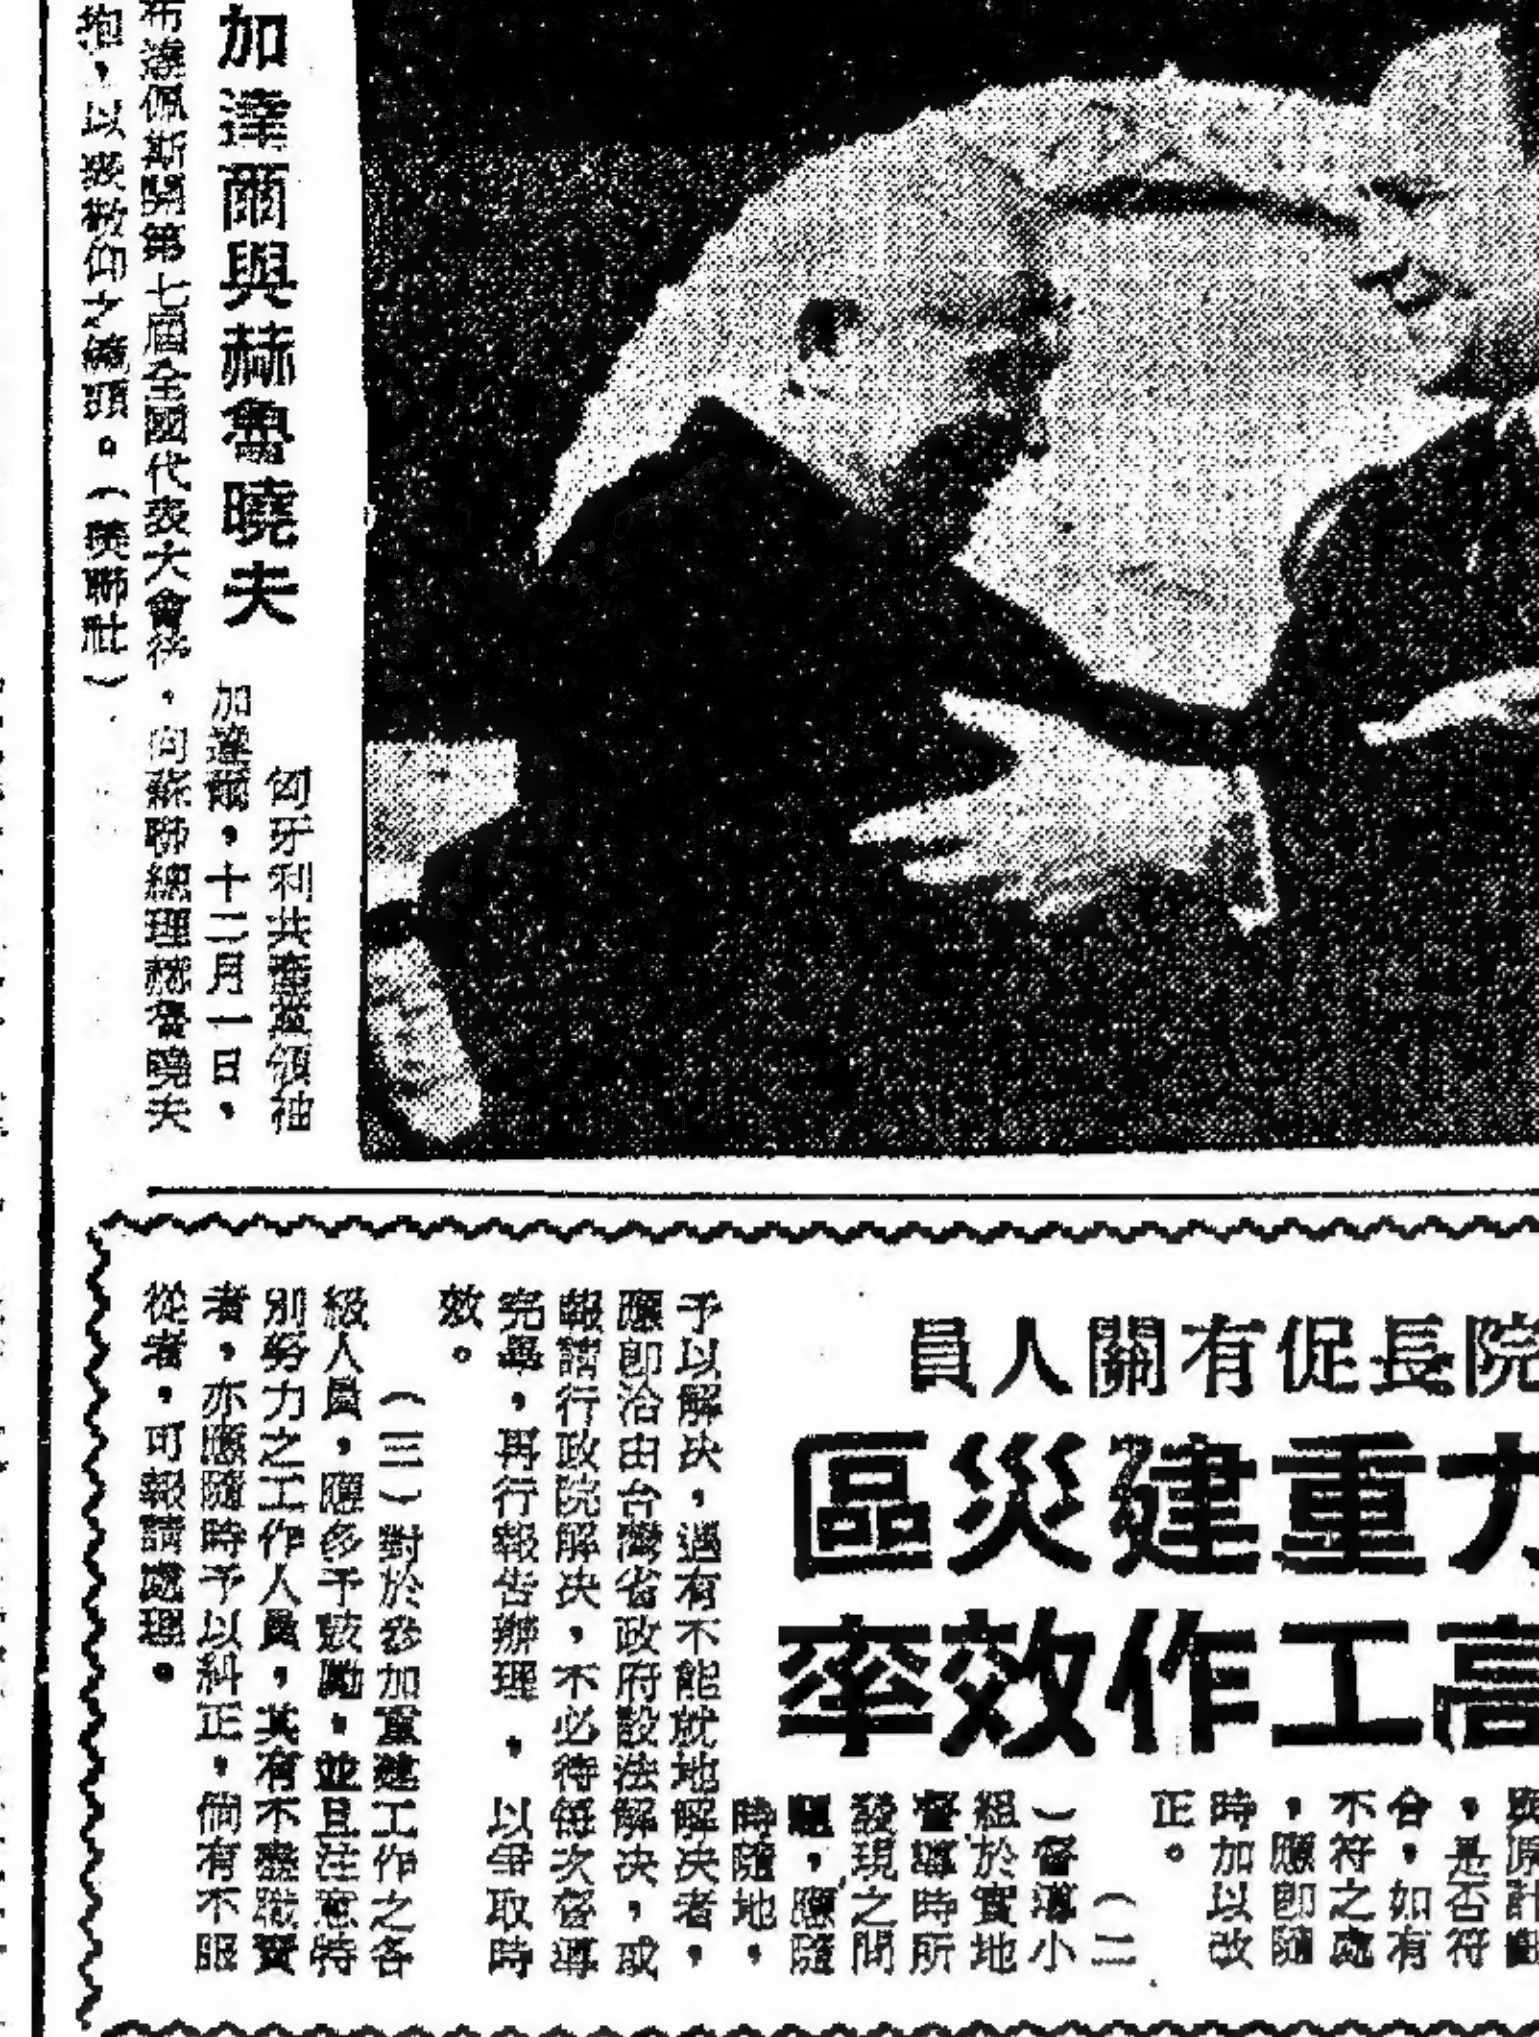 加達爾與赫魯曉夫
匈牙利共產黨領袖
加達爾，十二月一日，
布達佩斯開第七屆全國代表大會後，向蘇聯總理赫魯曉夫
抱，以表敬仰之鏡頭。（美聯社）
院長促有關人員
力重建災區
高工作效率
，是否符
合，如有
不符之處
，應即隨
時加以改
正。
（二
）督導小
組於實地
督導時所
發現之問
題，應隨
時隨地，
予以解決，遇有不能就地解決者，
應即洽由台灣省政府設法解決，或
報請行政院解決，不必待每次督導
完畢，再行報告辦理，以爭取時
效。
（三）對於參加重建工作之各
級人員，應多予鼓勵，並且注意特
別努力之工作人員，其有不盡職責
者，亦應隨時予以糾正，倘有不服
從者，可報請處理。